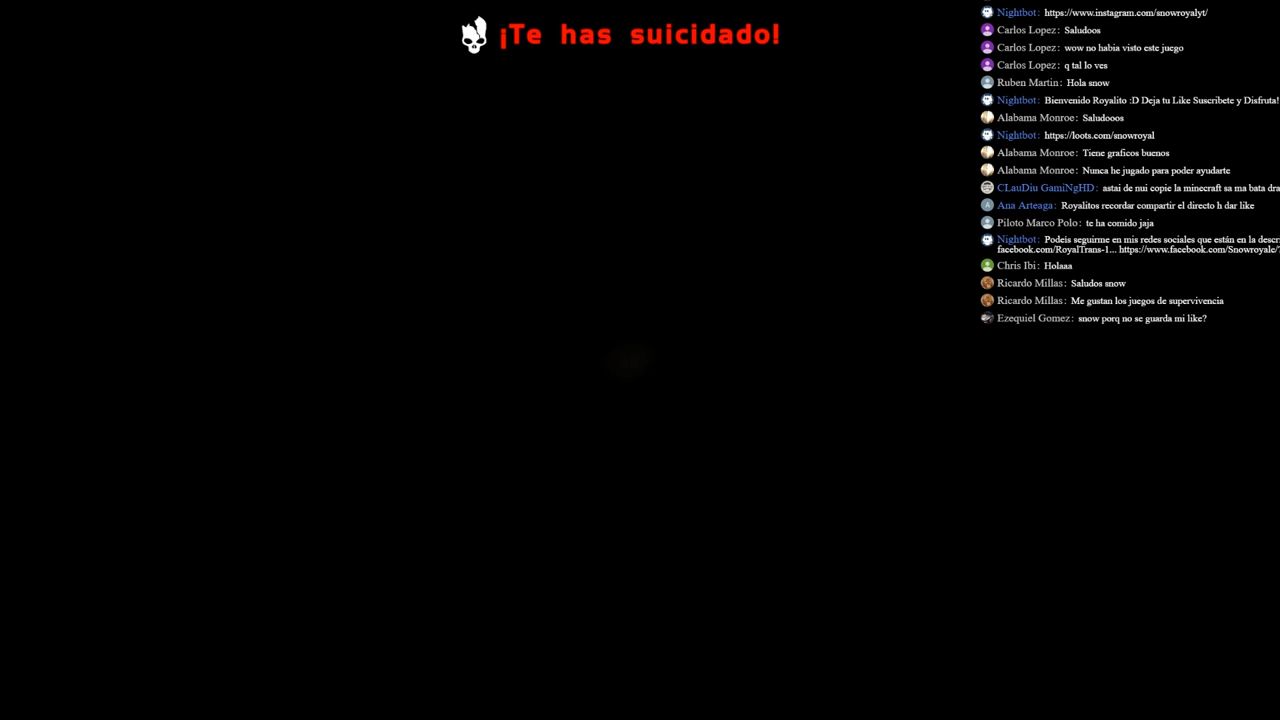 ¡Te has suicidado!
Nightbot: https://www.instagram.com/snowroyalyt/
Carlos Lopez: Saludoos
Carlos Lopez: wow no habia visto este juego
Carlos Lopez: q tal lo ves
Ruben Martin: Hola snow
Nightbot: Bienvenido Royalito :D Deja tu Like Suscribete y Disfruta!
Alabama Monroe: Saludooos
Nightbot: https://loots.com/snowroyal
Alabama Monroe: Tiene graficos buenos
Alabama Monroe: Nunca he jugado para poder ayudarte
CLauDiu GamiNgHD: astai de nui copie la minecraft sa ma bata dra
Ana Arteaga: Royalitos recordar compartir el directo h dar like
A
Piloto Marco Polo: te ha comido jaja
Nightbot: Podeis seguirme en mis redes sociales que están en la descri
facebook.com/RoyalTrans-1... https://www.facebook.com/Snowroyale/
Chris Ibi: Holaaa
Ricardo Millas: Saludos snow
Ricardo Millas: Me gustan los juegos de supervivencia
Ezequiel Gomez: snow porq no se guarda mi like?